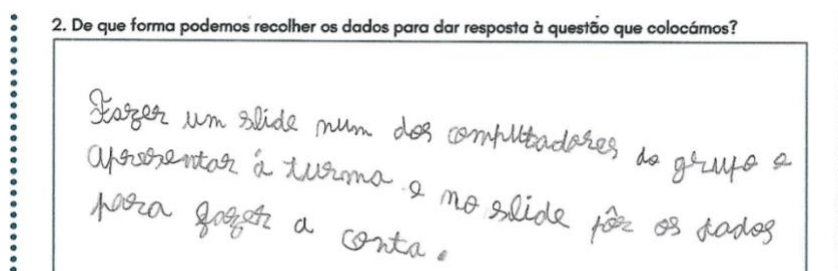 2. De que forma podemos recolher os dados para dar resposta à questão que colocámos?
Fazer um slide num dos computadores do grupo e
apresentar á turma e no slide pôr os dados
para fazer a conta.